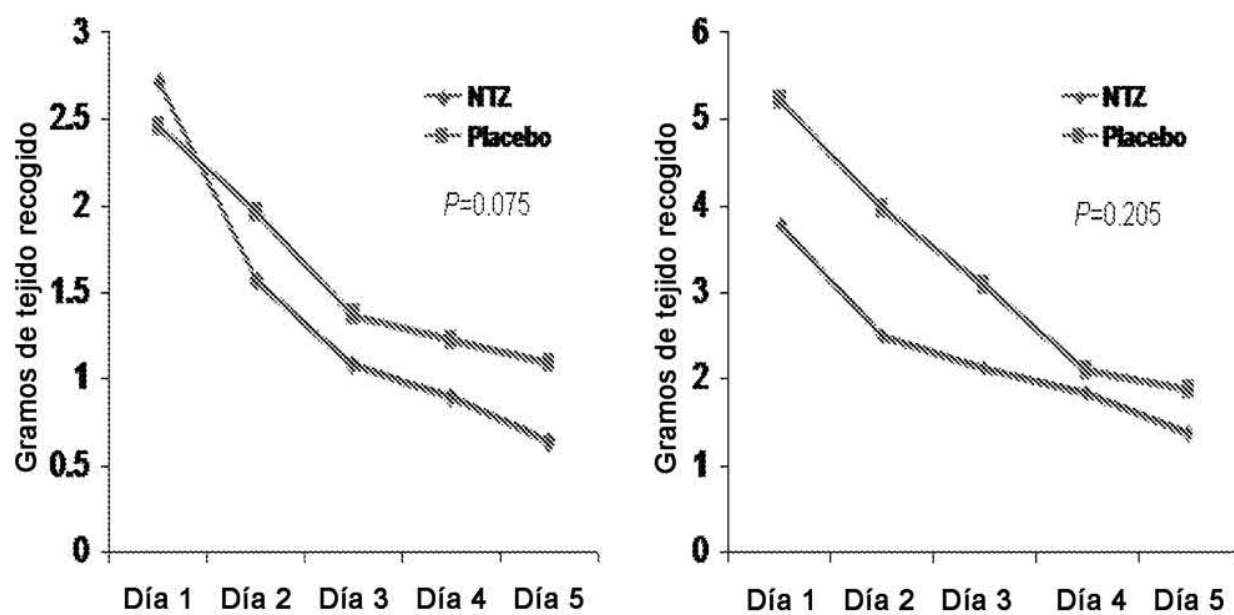 Gramos de tejido recogido
3
2.5
2
1.5
1
0.5
0
NTZ
Placebo
P=0.075
Día 1 Día 2 Día 3 Día 4 Día 5
Gramos de tejido recogido
6
5
4
3
2
1
0
NTZ
Placebo
P=0.205
Día 1 Día 2 Día 3 Día 4 Día 5